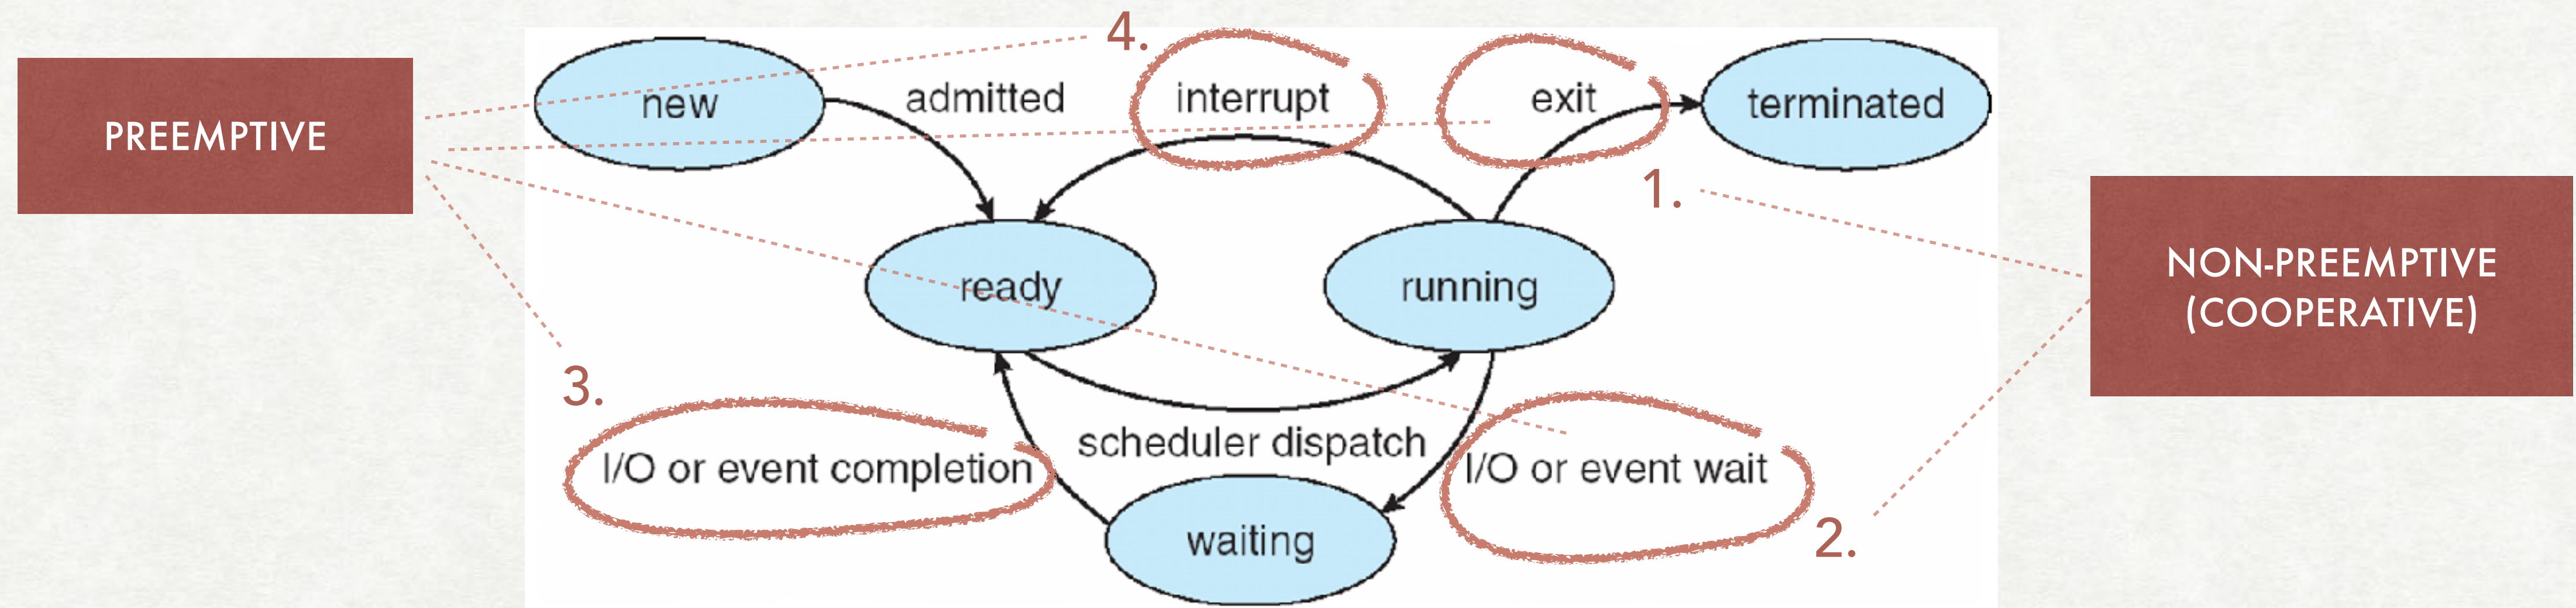 4.
PREEMPTIVE
new
admitted
interrupt
exit
terminated
1.
ready
running
NON-PREEMPTIVE
(COOPERATIVE)
3.
scheduler dispatch
I/O or event completion
I/O or event wait
waiting
2.